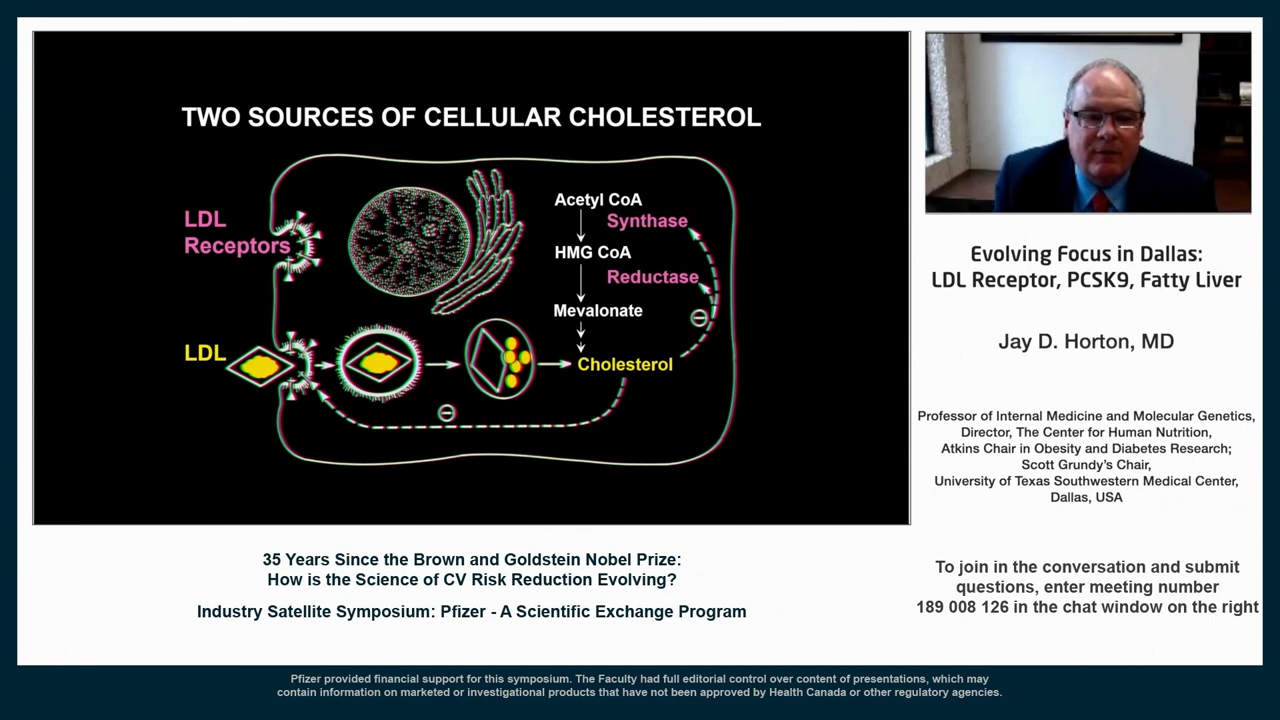 TWO SOURCES OF CELLULAR CHOLESTEROL
LDL
Receptors
LDL
Acetyl CoA
Synthase
HMG CoA
Reductase
Mevalonate
Cholesterol
Evolving Focus in Dallas:
LDL Receptor, PCSK9, Fatty Liver
Jay D. Horton, MD
Professor of Internal Medicine and Molecular Genetics,
Director, The Center for Human Nutrition,
Atkins Chair in Obesity and Diabetes Research;
Scott Grundy's Chair,
University of Texas Southwestern Medical Center,
Dallas, USA
To join in the conversation and submit
questions, enter meeting number
189 008 126 in the chat window on the right
35 Years Since the Brown and Goldstein Nobel Prize:
How is the Science of CV Risk Reduction Evolving?
Industry Satellite Symposium: Pfizer - A Scientific Exchange Program
Pfizer provided financial support for this symposium. The Faculty had full editorial control over content of presentations, which may
contain information on marketed or investigational products that have not been approved by Health Canada or other regulatory agencies.